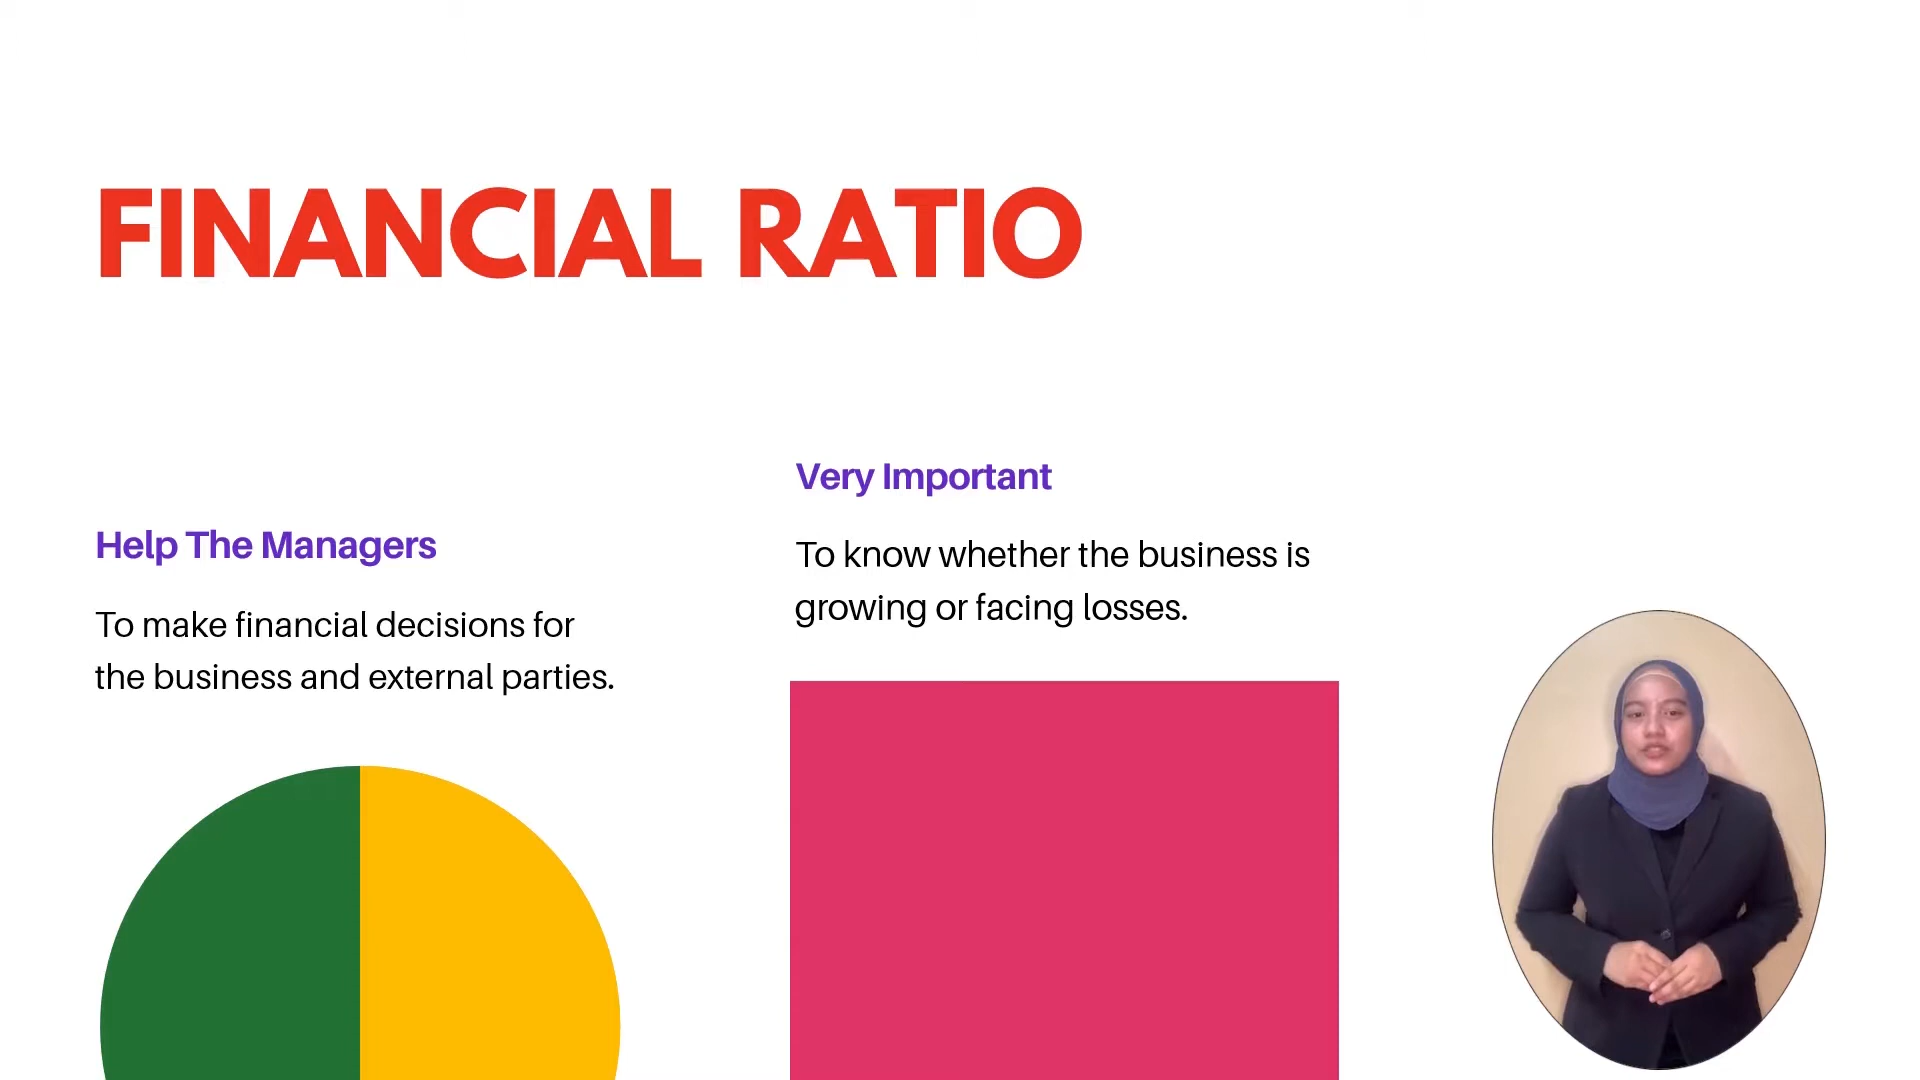 FINANCIAL RATIO
Help The Managers
To make financial decisions for
the business and external parties.
Very Important
To know whether the business is
growing or facing losses.